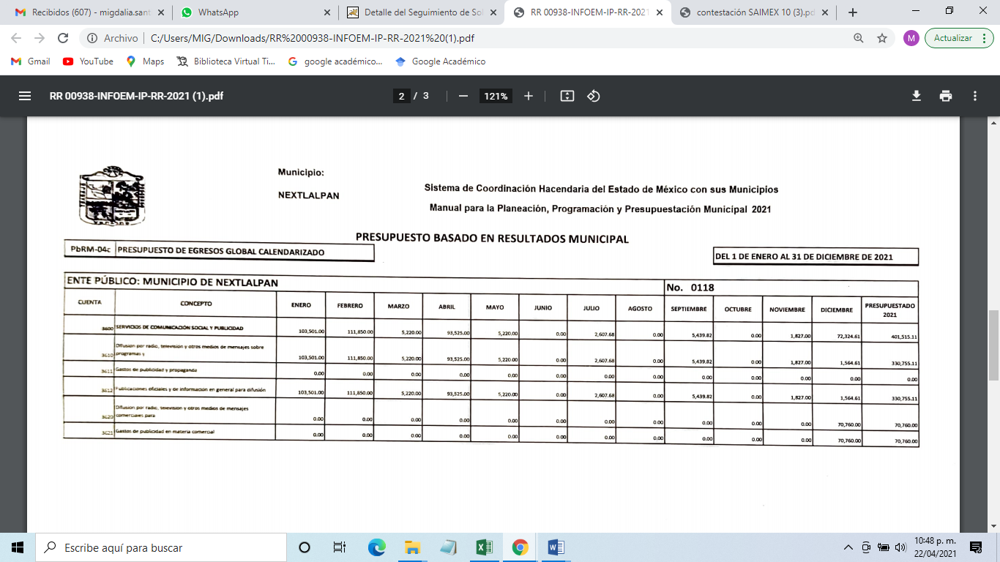 Recibidos (607) - migdalia.sant
WhatsApp
Detalle del Seguimiento de Sol
RR 00938-INFOEM-IP-RR-2021
contestación SAIMEX 10 (3).pd
Archivo
C:/Users/MIG/Downloads/RR%2000938-INFOEM-IP-RR-2021%20(1).pdf
M
Actualizar
Gmail
YouTube
Maps
Biblioteca Virtual Ti...
google académico...
Google Académico
RR 00938-INFOEM-IP-RR-2021 (1).pdf
2 / 3
121%
Municipio:
NEXTLALPAN
Sistema de Coordinación Hacendaria del Estado de México con sus Municipios
Manual para la Planeación, Programación y Presupuestación Municipal 2021
PRESUPUESTO BASADO EN RESULTADOS MUNICIPAL
PbRM-04c PRESUPUESTO DE EGRESOS GLOBAL CALENDARIZADO
DEL 1 DE ENERO AL 31 DE DICIEMBRE DE 2021
ENTE PÚBLICO: MUNICIPIO DE NEXTLALPAN
No. 0118
CUENTA CONCEPTO ENERO FEBRERO MARZO ABRIL MAYO JUNIO JULIO AGOSTO SEPTIEMBRE OCTUBRE NOVIEMBRE DICIEMBRE PRESUPUESTADO
2021
3600 SERVICIOS DE COMUNICACIÓN SOCIAL Y PUBLICIDAD 103,501.00 111,850.00 5,220.00 93,525.00 5,220.00 0.00 2,607.68 0.00 5,439.82 0.00 1,827.00 72,324.61 401,515.11
Difusion por radio, television y otros medios de mensajes sobre
3610 programas y 103,501.00 111,850.00 5,220.00 93,525.00 5,220.00 0.00 2,607.68 0.00 5,439.82 0.00 1,827.00 1,564.61 330,755.11
3611 Gastos de publicidad y propaganda 0.00 0.00 0.00 0.00 0.00 0.00 0.00 0.00 0.00 0.00 0.00 0.00 0.00
3612 Publicaciones oficiales y de información en general para difusión 103,501.00 111,850.00 5,220.00 93,525.00 5,220.00 0.00 2,607.68 0.00 5,439.82 0.00 1,827.00 1,564.61 330,755.11
Difusion por radio, television y otros medios de mensajes
3620 comerciales para 0.00 0.00 0.00 0.00 0.00 0.00 0.00 0.00 0.00 0.00 0.00 70,760.00 70,760.00
3621 Gastos de publicidad en materia comercial 0.00 0.00 0.00 0.00 0.00 0.00 0.00 0.00 0.00 0.00 0.00 70,760.00 70,760.00
Escribe aquí para buscar
10:48 p. m.
22/04/2021